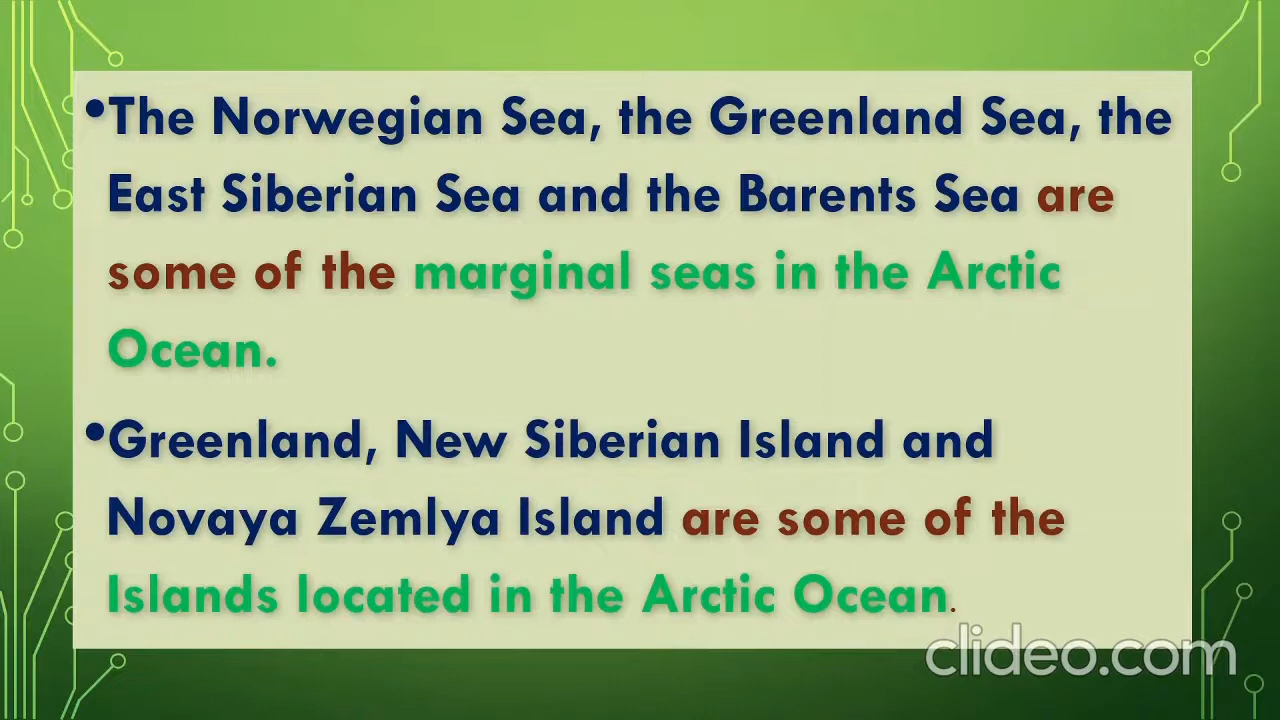 •The Norwegian Sea, the Greenland Sea, the
East Siberian Sea and the Barents Sea are
some of the marginal seas in the Arctic
Ocean.
•Greenland, New Siberian Island and
Novaya Zemlya Island are some of the
Islands located in the Arctic Ocean.
clideo.com